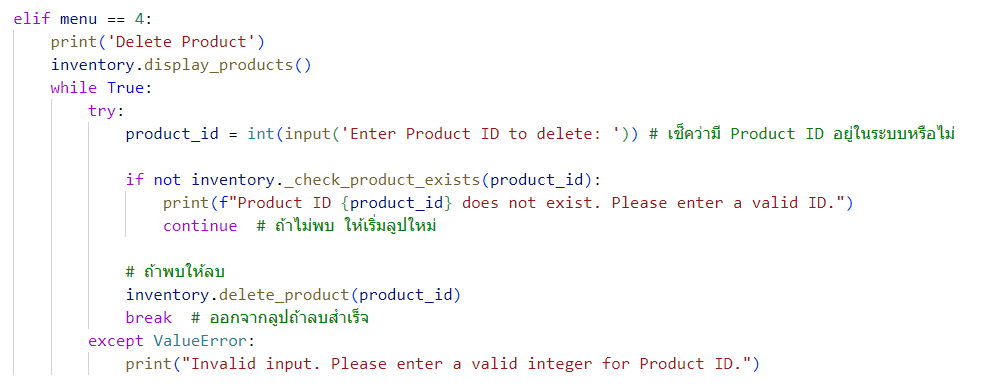 elif menu == 4:
    print('Delete Product')
    inventory.display_products()
    while True:
        try:
            product_id = int(input('Enter Product ID to delete: ')) # เช็คว่ามี Product ID อยู่ในระบบหรือไม่
            if not inventory._check_product_exists(product_id):
                print(f"Product ID {product_id} does not exist. Please enter a valid ID.")
                continue  # ถ้าไม่พบ ให้เริ่มลูปใหม่
            # ถ้าพบให้ลบ
            inventory.delete_product(product_id)
            break  # ออกจากลูปถ้าลบสำเร็จ
        except ValueError:
            print("Invalid input. Please enter a valid integer for Product ID.")